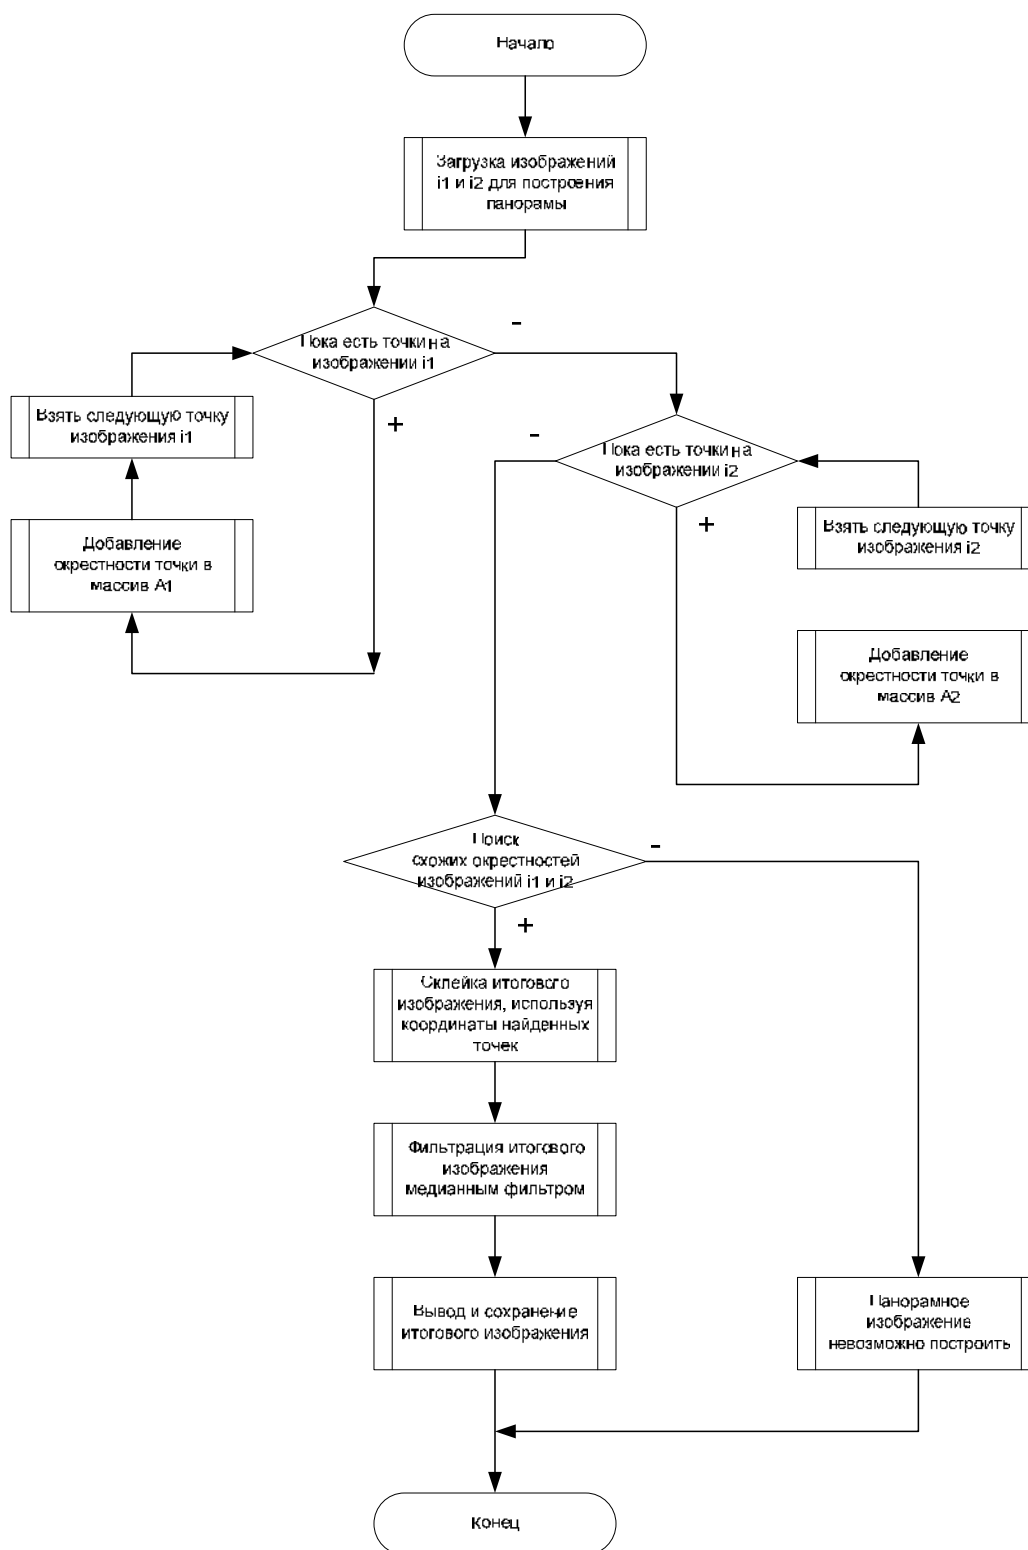 Начало
Загрузка изображений
i1 и i2 для построения
панорамы
-
Пока есть точки на
изображении i1
+
Взять следующую точку
изображения i1
Добавление
окрестности точки в
массив A1
-
Пока есть точки на
изображении i2
+
Взять следующую точку
изображения i2
Добавление
окрестности точки в
массив A2
Поиск
схожих окрестностей
изображений i1 и i2
-
+
Склейка итогового
изображения, используя
координаты найденных
точек
Фильтрация итогового
изображения
медианным фильтром
Вывод и сохранение
итогового изображения
Панорамное
изображение
невозможно построить
Конец